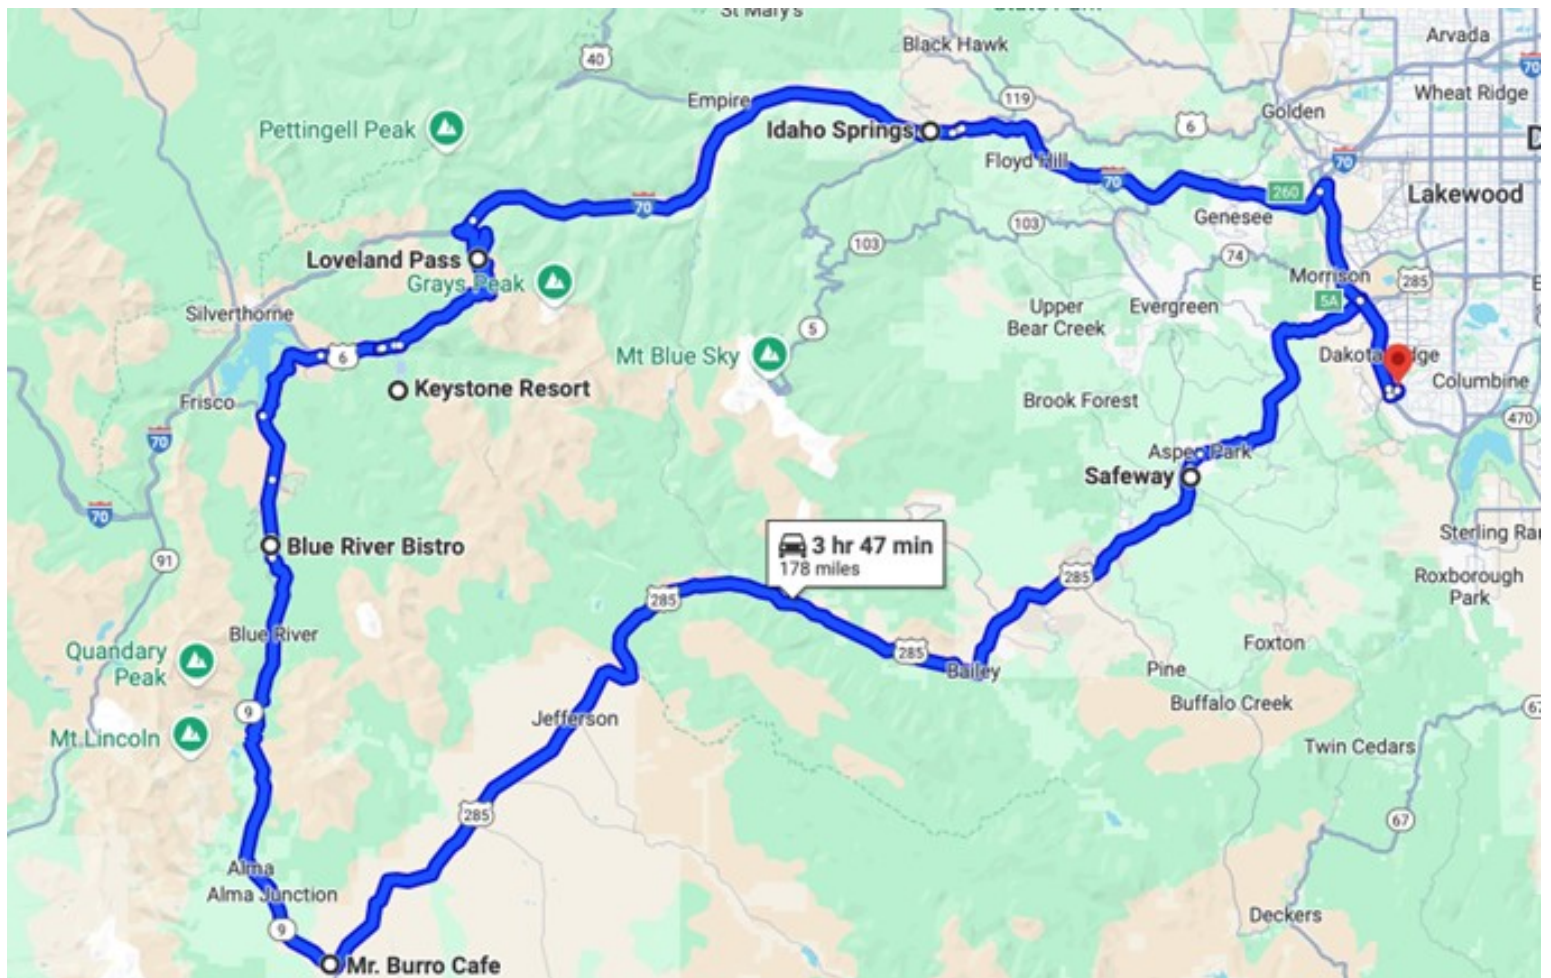 St Mary's
Arvada
Black Hawk
40
70
Wheat Ridge
Empire
119
Golden
Pettingell Peak
Idaho Springs
6
D
Floyd Hill
70
70
260
Lakewood
70
Genesee
103
103
74
Loveland Pass
Morrison
285
Grays Peak
5A
Upper
Bear Creek
Evergreen
Silverthorne
5
Mt Blue Sky
6
Dakota Ridge
Columbine
Keystone Resort
Frisco
Brook Forest
470
70
Aspen Park
Safeway
70
Sterling Ra
3 hr 47 min
178 miles
Blue River Bistro
91
285
Roxborough
Park
285
Blue River
Foxton
Quandary
Peak
285
Bailey
Pine
Buffalo Creek
9
67
Jefferson
Mt Lincoln
Twin Cedars
285
67
Alma
Alma Junction
Deckers
9
Mr. Burro Cafe